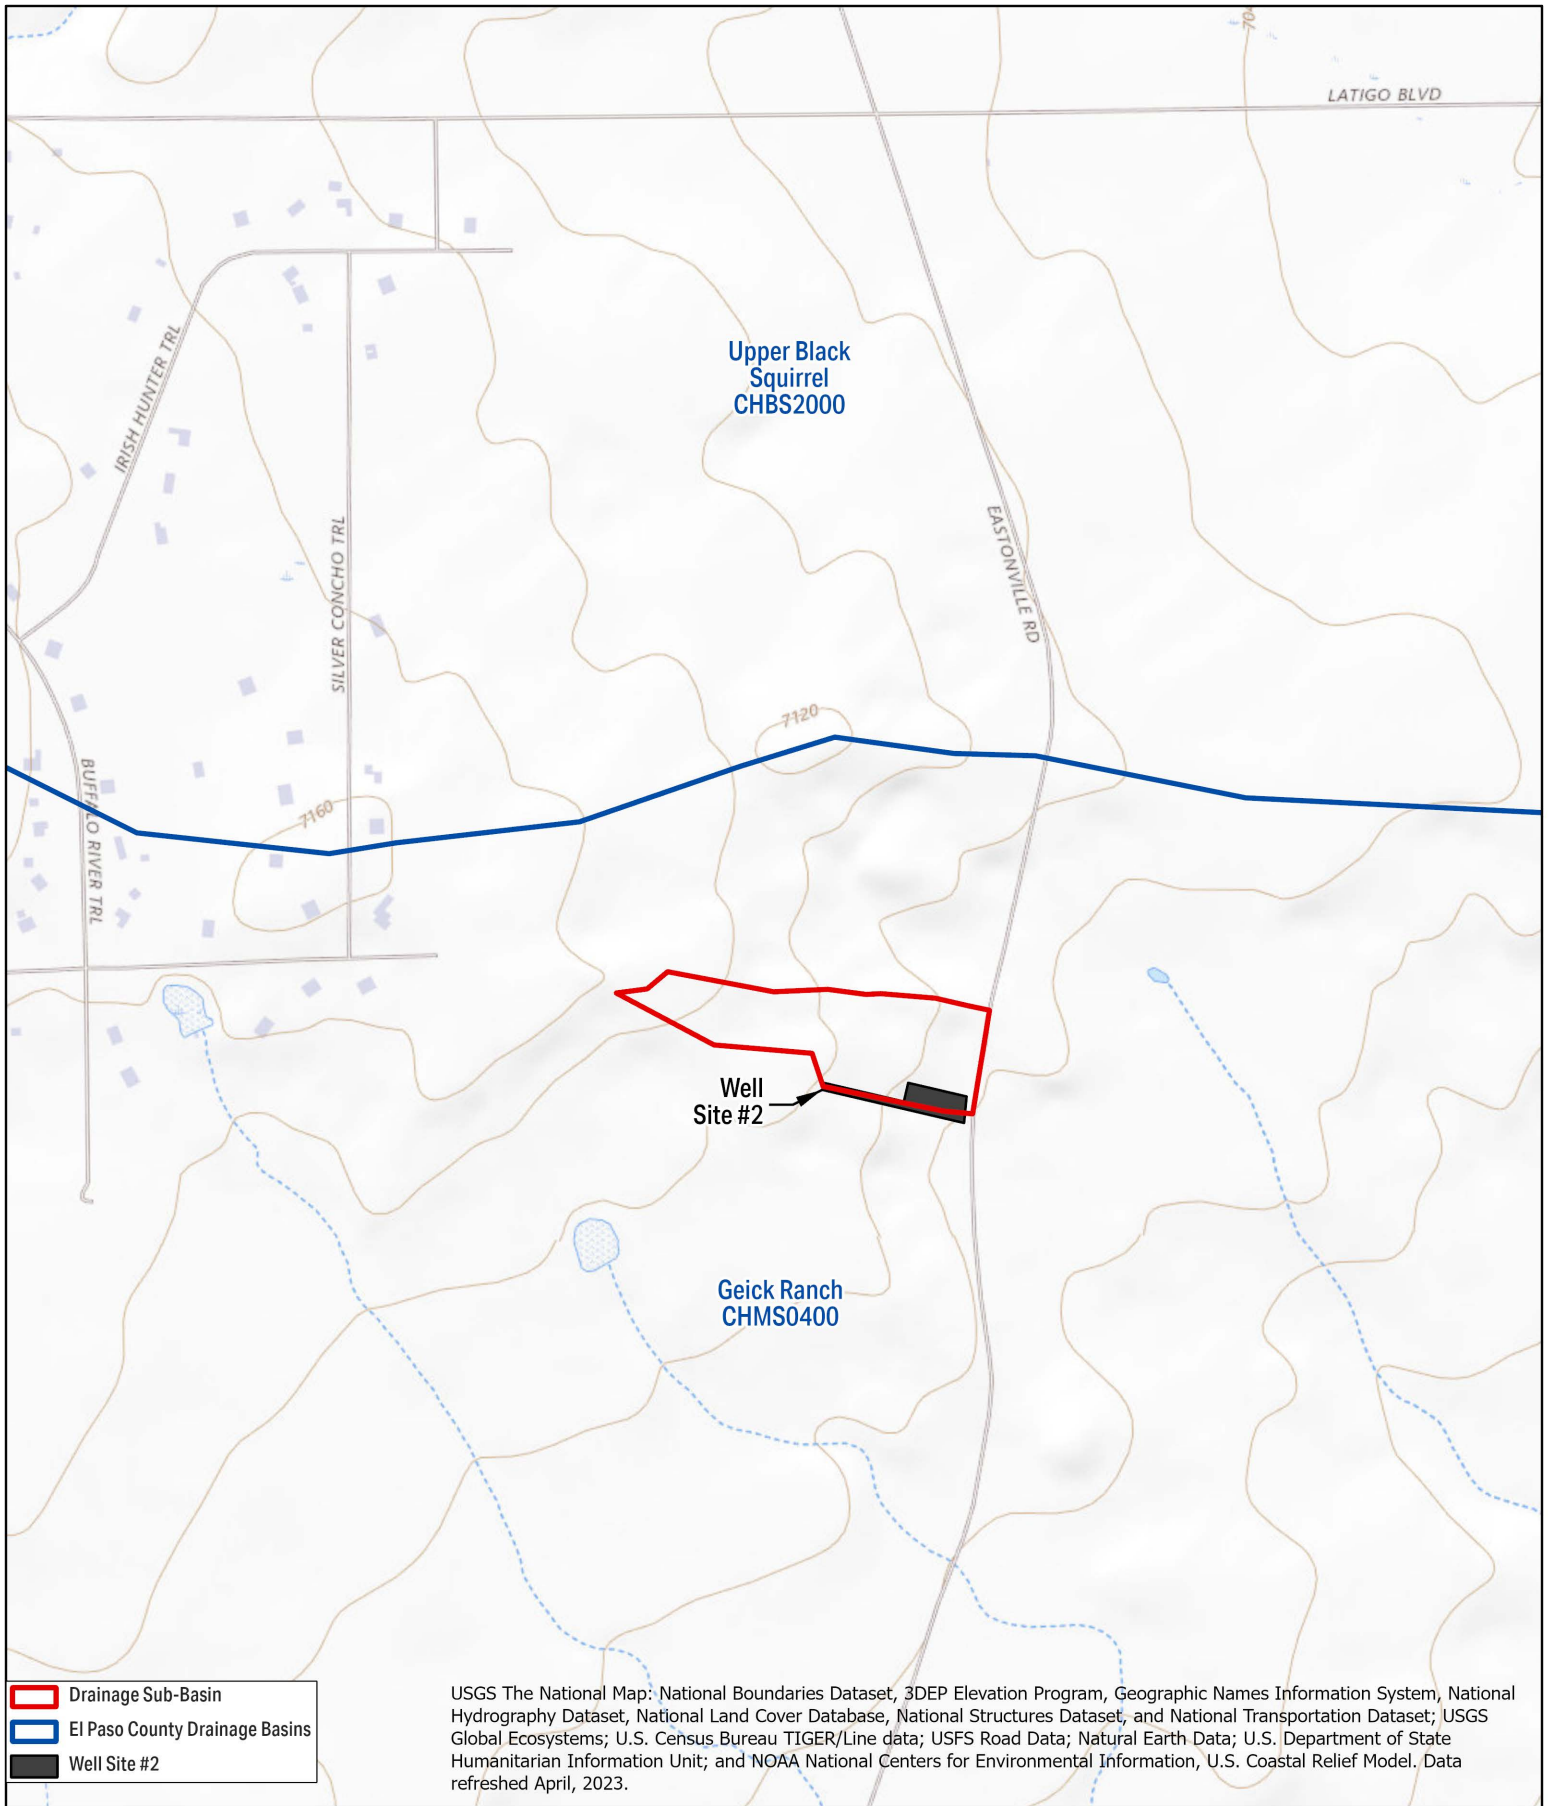 70
LATIGO BLVD
Upper Black
Squirrel
CHBS2000
IRISH HUNTER TRL
SILVER CONCHO TRL
EASTONVILLE RD
7120
BUFFALO RIVER TRL
7160
Well
Site #2
Geick Ranch
CHMS0400
Drainage Sub-Basin
El Paso County Drainage Basins
Well Site #2
USGS The National Map: National Boundaries Dataset, 3DEP Elevation Program, Geographic Names Information System, National
Hydrography Dataset, National Land Cover Database, National Structures Dataset, and National Transportation Dataset; USGS
Global Ecosystems; U.S. Census Bureau TIGER/Line data; USFS Road Data; Natural Earth Data; U.S. Department of State
Humanitarian Information Unit; and NOAA National Centers for Environmental Information, U.S. Coastal Relief Model. Data
refreshed April, 2023.